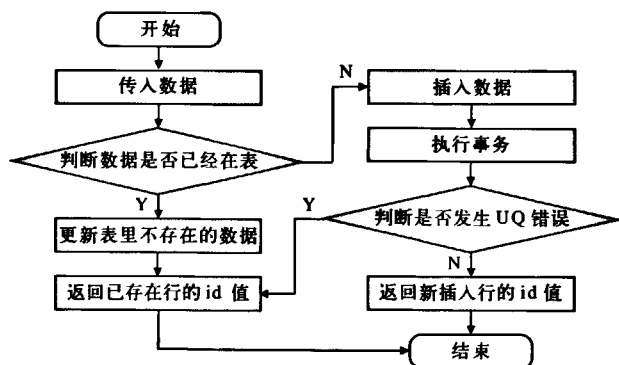 开始
传入数据
判断数据是否已经在表
Y
更新表里不存在的数据
返回已存在行的id 值
N
插入数据
执行事务
判断是否发生UQ 错误
Y
N
返回新插入行的id 值
结束